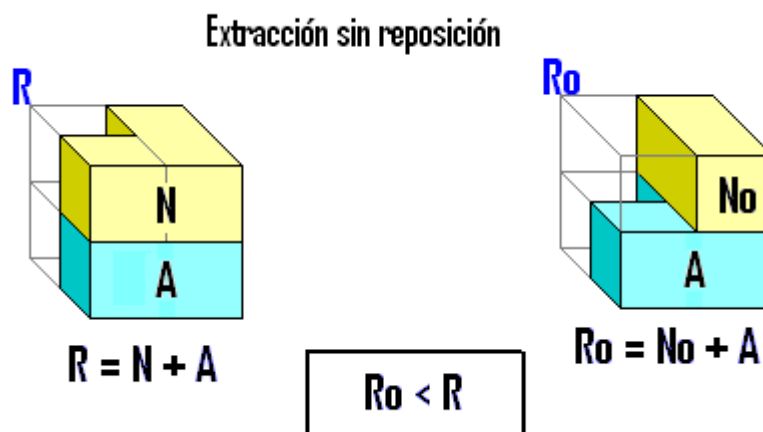 Extracción sin reposición
R
Ro
N
No
A
A
R = N + A
Ro = No + A
Ro < R